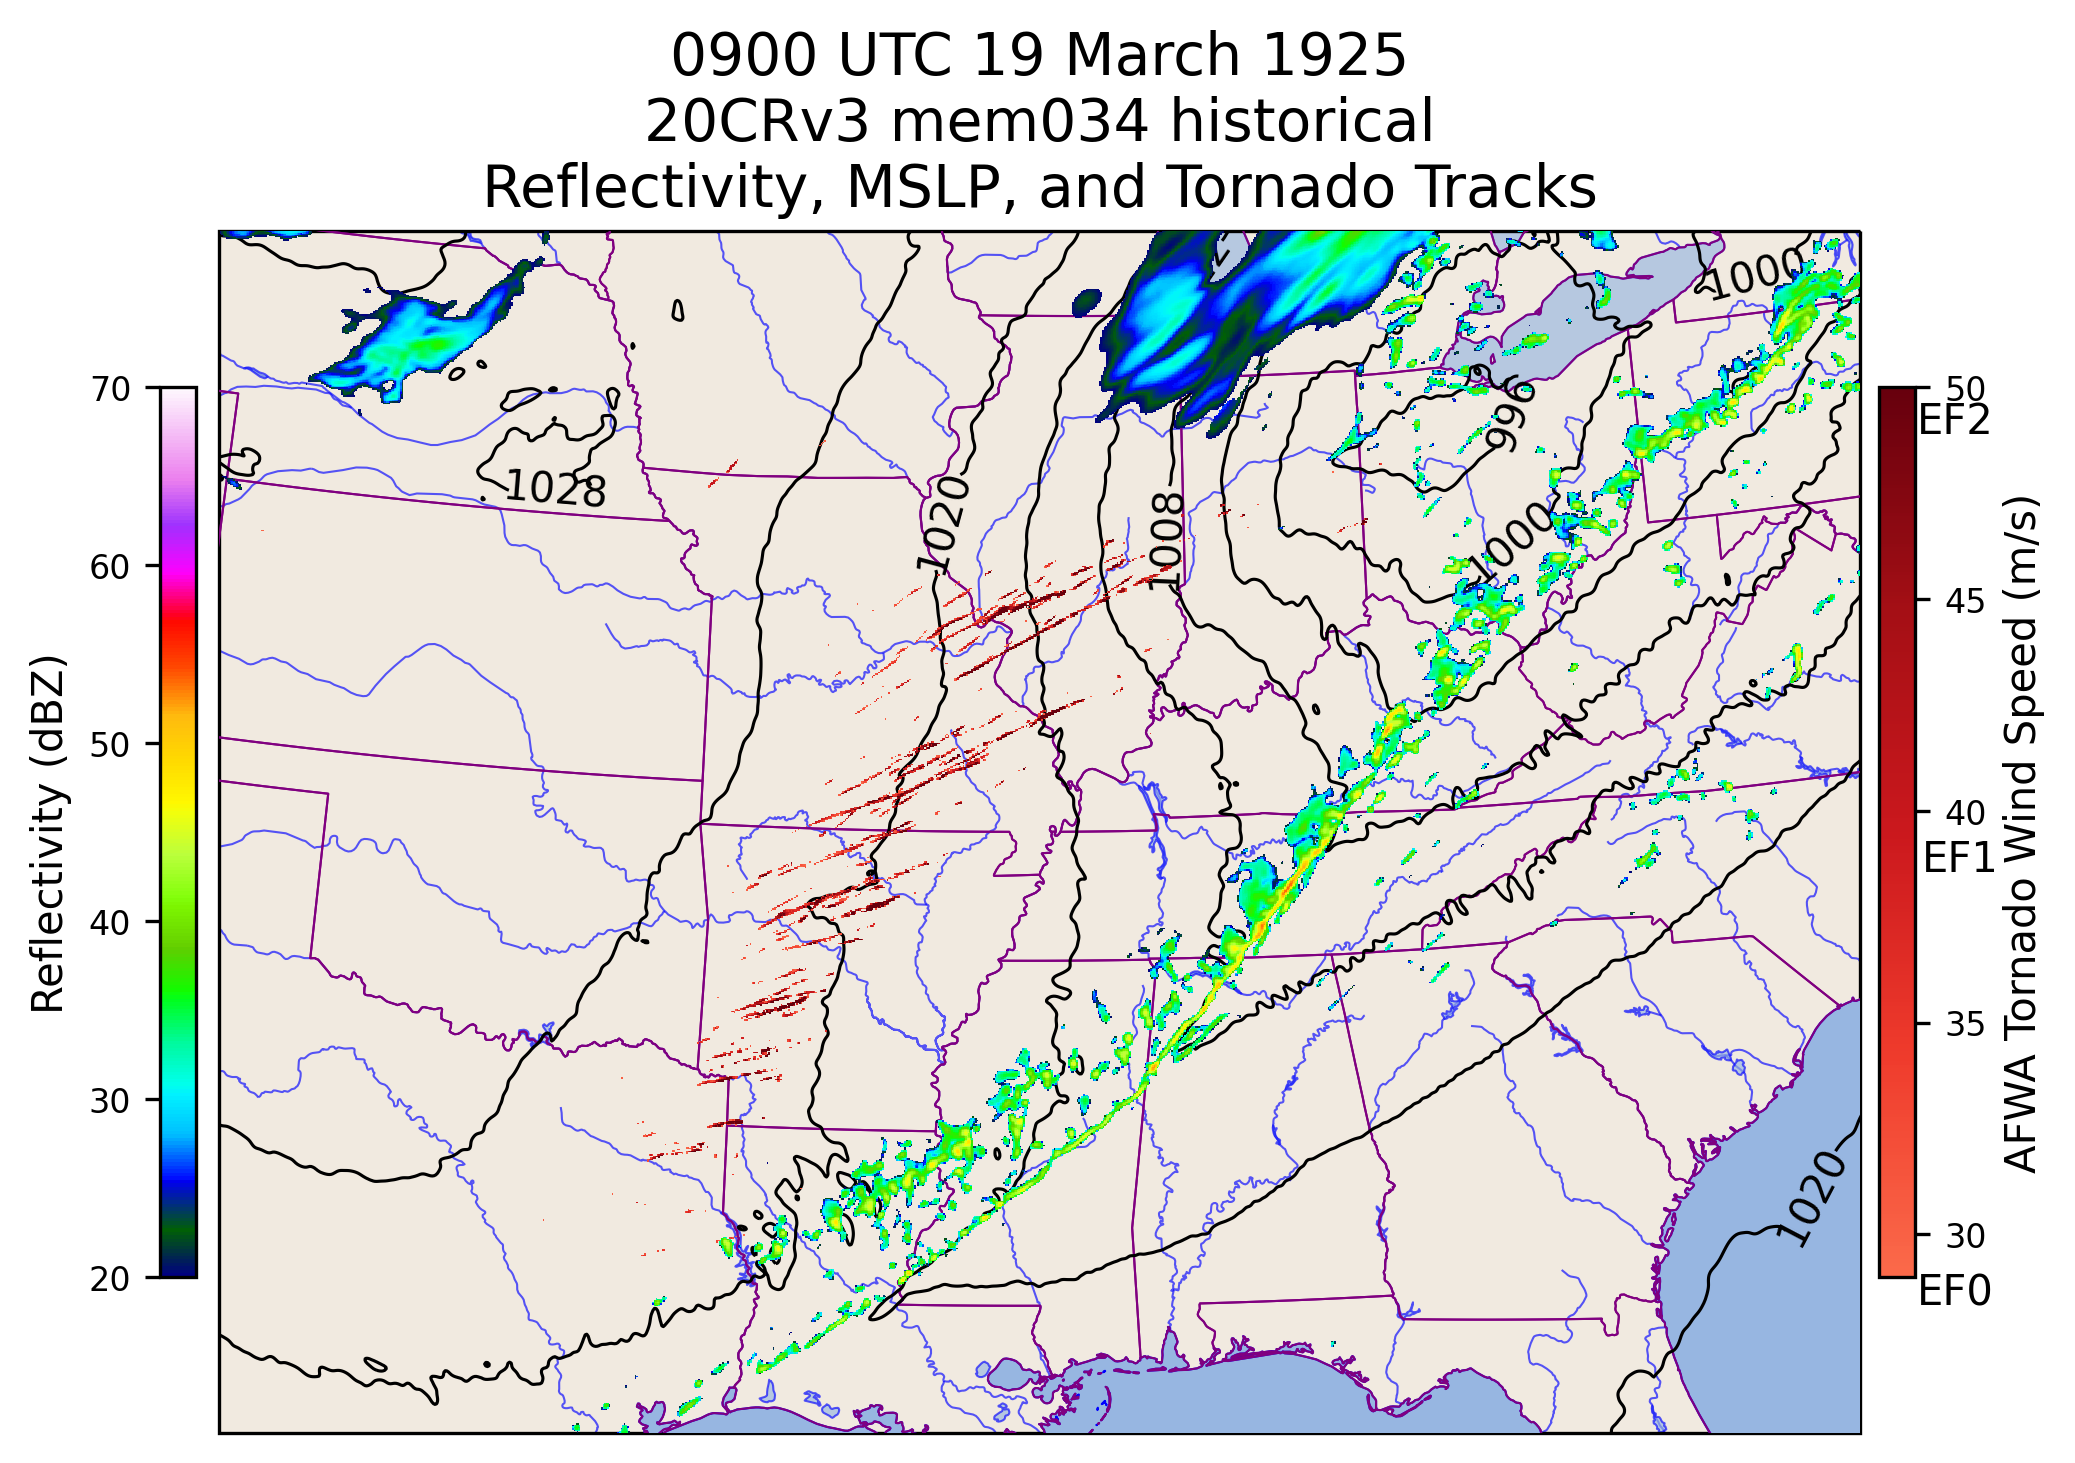 0900 UTC 19 March 1925
20CRv3 mem034 historical
Reflectivity, MSLP, and Tornado Tracks
70
60
50
40
30
20
Reflectivity (dBZ)
1028
1020
1008
996
1000
1000
1020
50
EF2
45
40
EF1
35
30
EF0
AFWA Tornado Wind Speed (m/s)